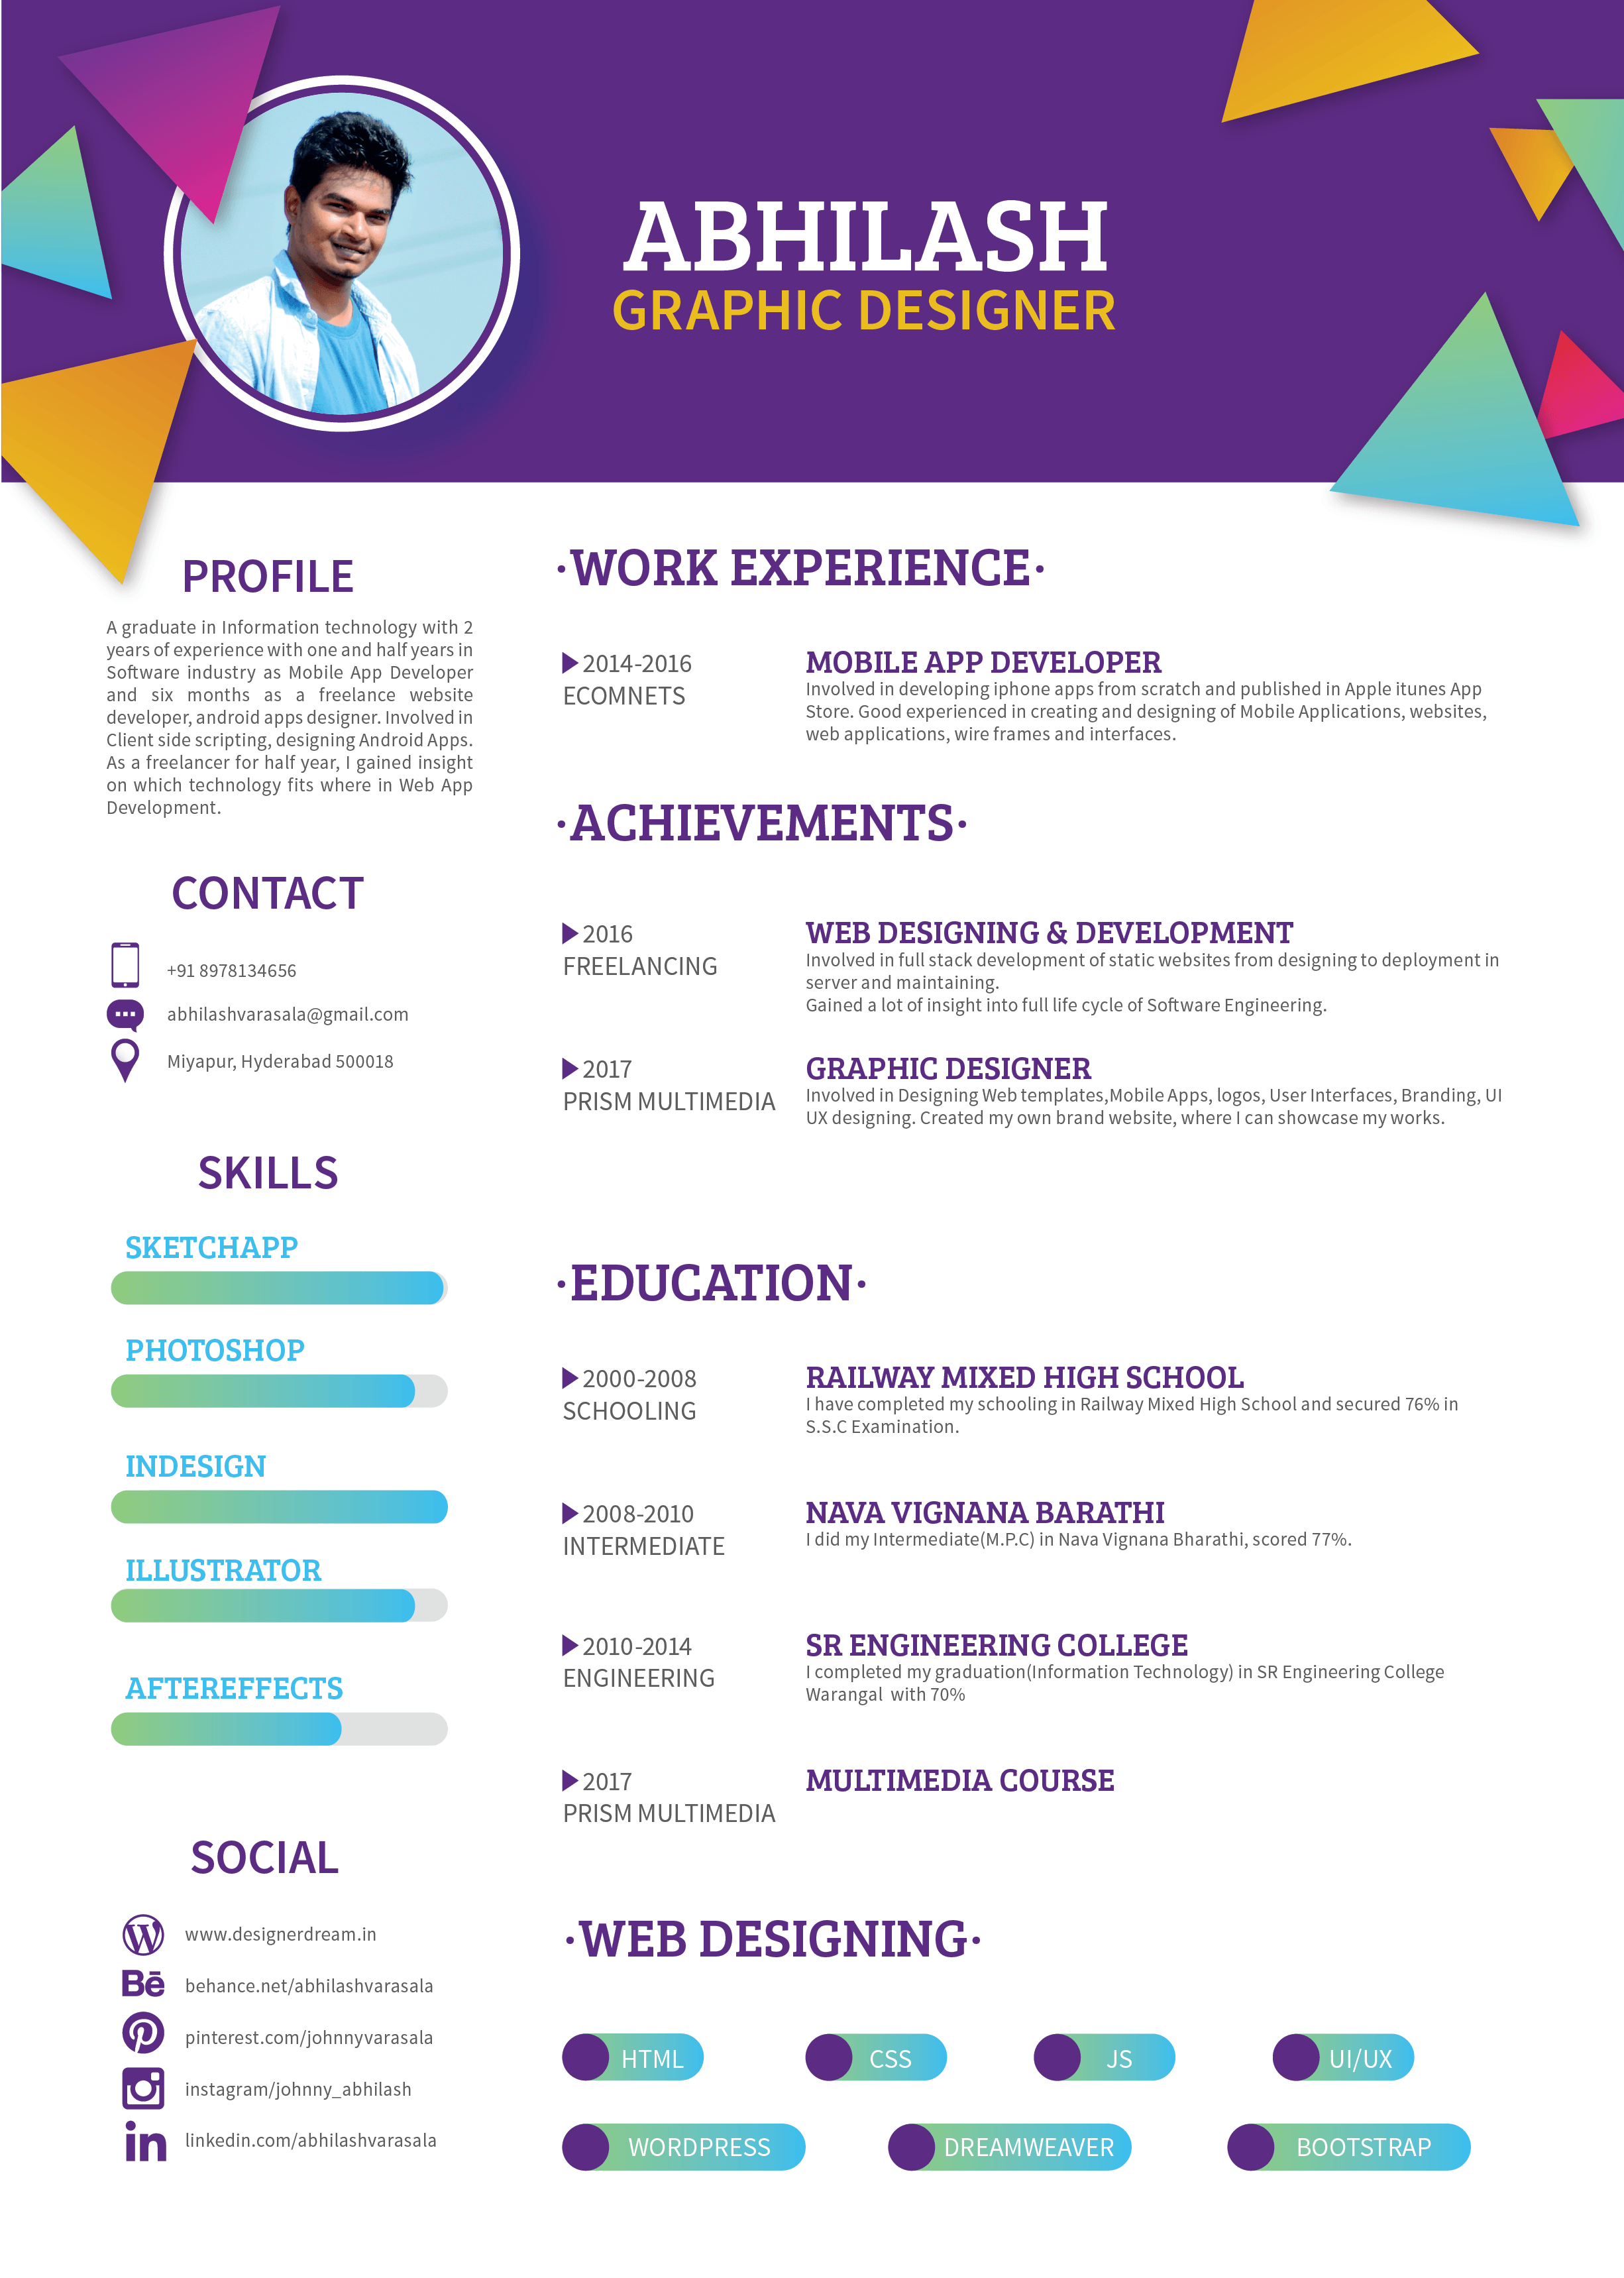 ABHILASH
GRAPHIC DESIGNER
PROFILE
A graduate in Information technology with 2
years of experience with one and half years in
Software industry as Mobile App Developer
and six months as a freelance website
developer, android apps designer. Involved in
Client side scripting, designing Android Apps.
As a freelancer for half year, I gained insight
on which technology fits where in Web App
Development.
CONTACT
+91 8978134656
abhilashvarasala@gmail.com
Miyapur, Hyderabad 500018
SKILLS
SKETCHAPP
PHOTOSHOP
INDESIGN
ILLUSTRATOR
AFTEREFFECTS
SOCIAL
www.designerdream.in
Bē behance.net/abhilashvarasala
pinterest.com/johnnyvarasala
instagram/johnny_abhilash
in linkedin.com/abhilashvarasala
·WORK EXPERIENCE·
2014-2016
ECOMNETS
MOBILE APP DEVELOPER
Involved in developing iphone apps from scratch and published in Apple itunes App
Store. Good experienced in creating and designing of Mobile Applications, websites,
web applications, wire frames and interfaces.
·ACHIEVEMENTS·
2016
FREELANCING
WEB DESIGNING & DEVELOPMENT
Involved in full stack development of static websites from designing to deployment in
server and maintaining.
Gained a lot of insight into full life cycle of Software Engineering.
2017
PRISM MULTIMEDIA
GRAPHIC DESIGNER
Involved in Designing Web templates,Mobile Apps, logos, User Interfaces, Branding, UI
UX designing. Created my own brand website, where I can showcase my works.
·EDUCATION·
2000-2008
SCHOOLING
RAILWAY MIXED HIGH SCHOOL
I have completed my schooling in Railway Mixed High School and secured 76% in
S.S.C Examination.
2008-2010
INTERMEDIATE
NAVA VIGNANA BARATHI
I did my Intermediate(M.P.C) in Nava Vignana Bharathi, scored 77%.
2010-2014
ENGINEERING
SR ENGINEERING COLLEGE
I completed my graduation(Information Technology) in SR Engineering College
Warangal with 70%
2017
PRISM MULTIMEDIA
MULTIMEDIA COURSE
·WEB DESIGNING·
HTML CSS JS UI/UX
WORDPRESS DREAMWEAVER BOOTSTRAP